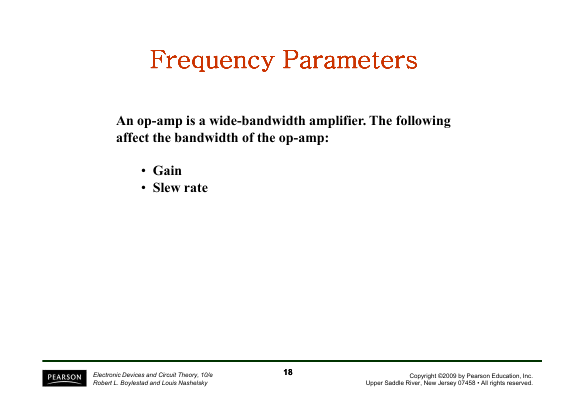 Frequency Parameters
An op-amp is a wide-bandwidth amplifier. The following
affect the bandwidth of the op-amp:
• Gain
• Slew rate
PEARSON
Electronic Devices and Circuit Theory, 10/e
Robert L. Boylestad and Louis Nashelsky
18
Copyright ©2009 by Pearson Education, Inc.
Upper Saddle River, New Jersey 07458 • All rights reserved.